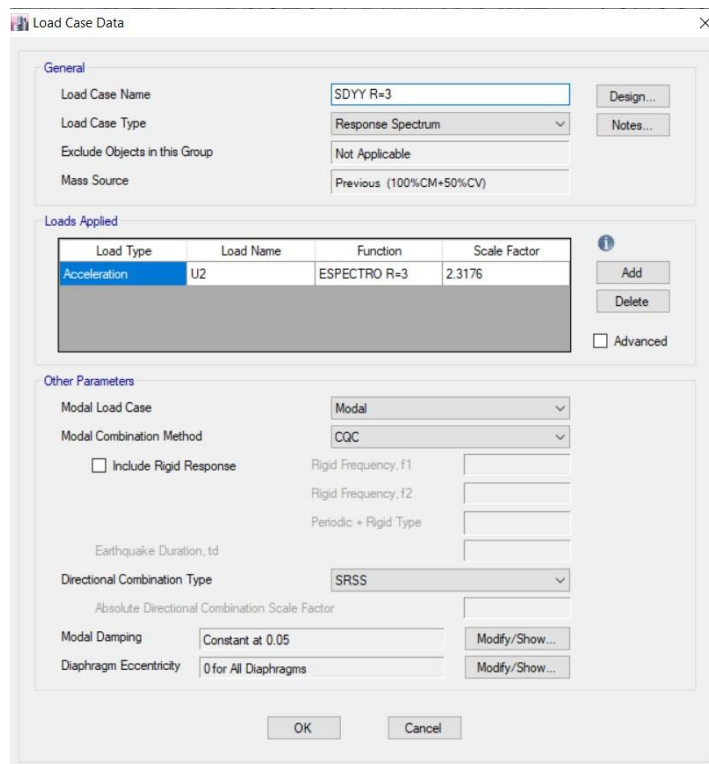 Load Case Data
General
Load Case Name SDYY R=3 Design...
Load Case Type Response Spectrum Notes...
Exclude Objects in this Group Not Applicable
Mass Source Previous (100%CM+50%CV)
Loads Applied
Load Type Load Name Function Scale Factor
Acceleration U2 ESPECTRO R=3 2.3176 Add
Delete
Advanced
Other Parameters
Modal Load Case Modal
Modal Combination Method CQC
Include Rigid Response Rigid Frequency, f1
Rigid Frequency, f2
Periodic + Rigid Type
Earthquake Duration, td
Directional Combination Type SRSS
Absolute Directional Combination Scale Factor
Modal Damping Constant at 0.05 Modify/Show...
Diaphragm Eccentricity 0 for All Diaphragms Modify/Show...
OK Cancel